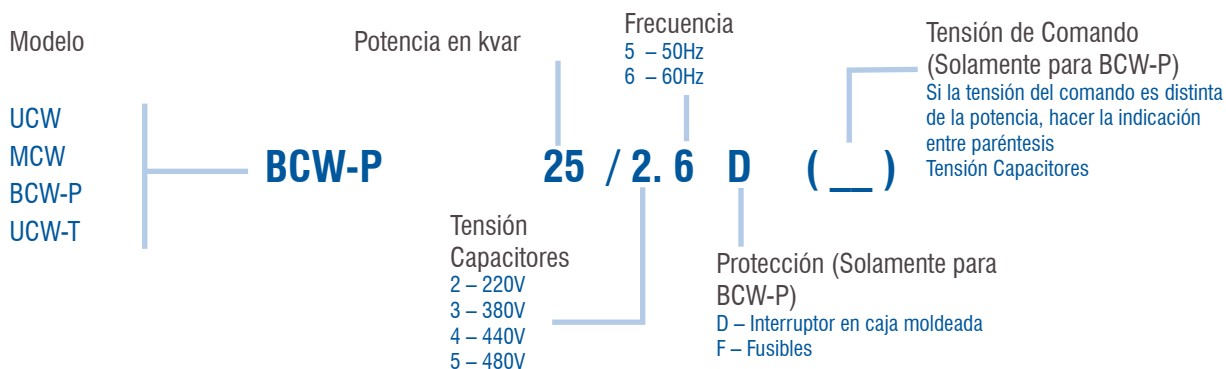 Modelo
UCW
MCW
BCW-P
UCW-T
Potencia en kvar
Frecuencia
5 – 50Hz
6 – 60Hz
Tensión de Comando
(Solamente para BCW-P)
Si la tensión del comando es distinta
de la potencia, hacer la indicación
entre paréntesis
Tensión Capacitores
BCW-P 25 / 2. 6 D ( __ )
Tensión
Capacitores
2 – 220V
3 – 380V
4 – 440V
5 – 480V
Protección (Solamente para
BCW-P)
D – Interruptor en caja moldeada
F – Fusibles